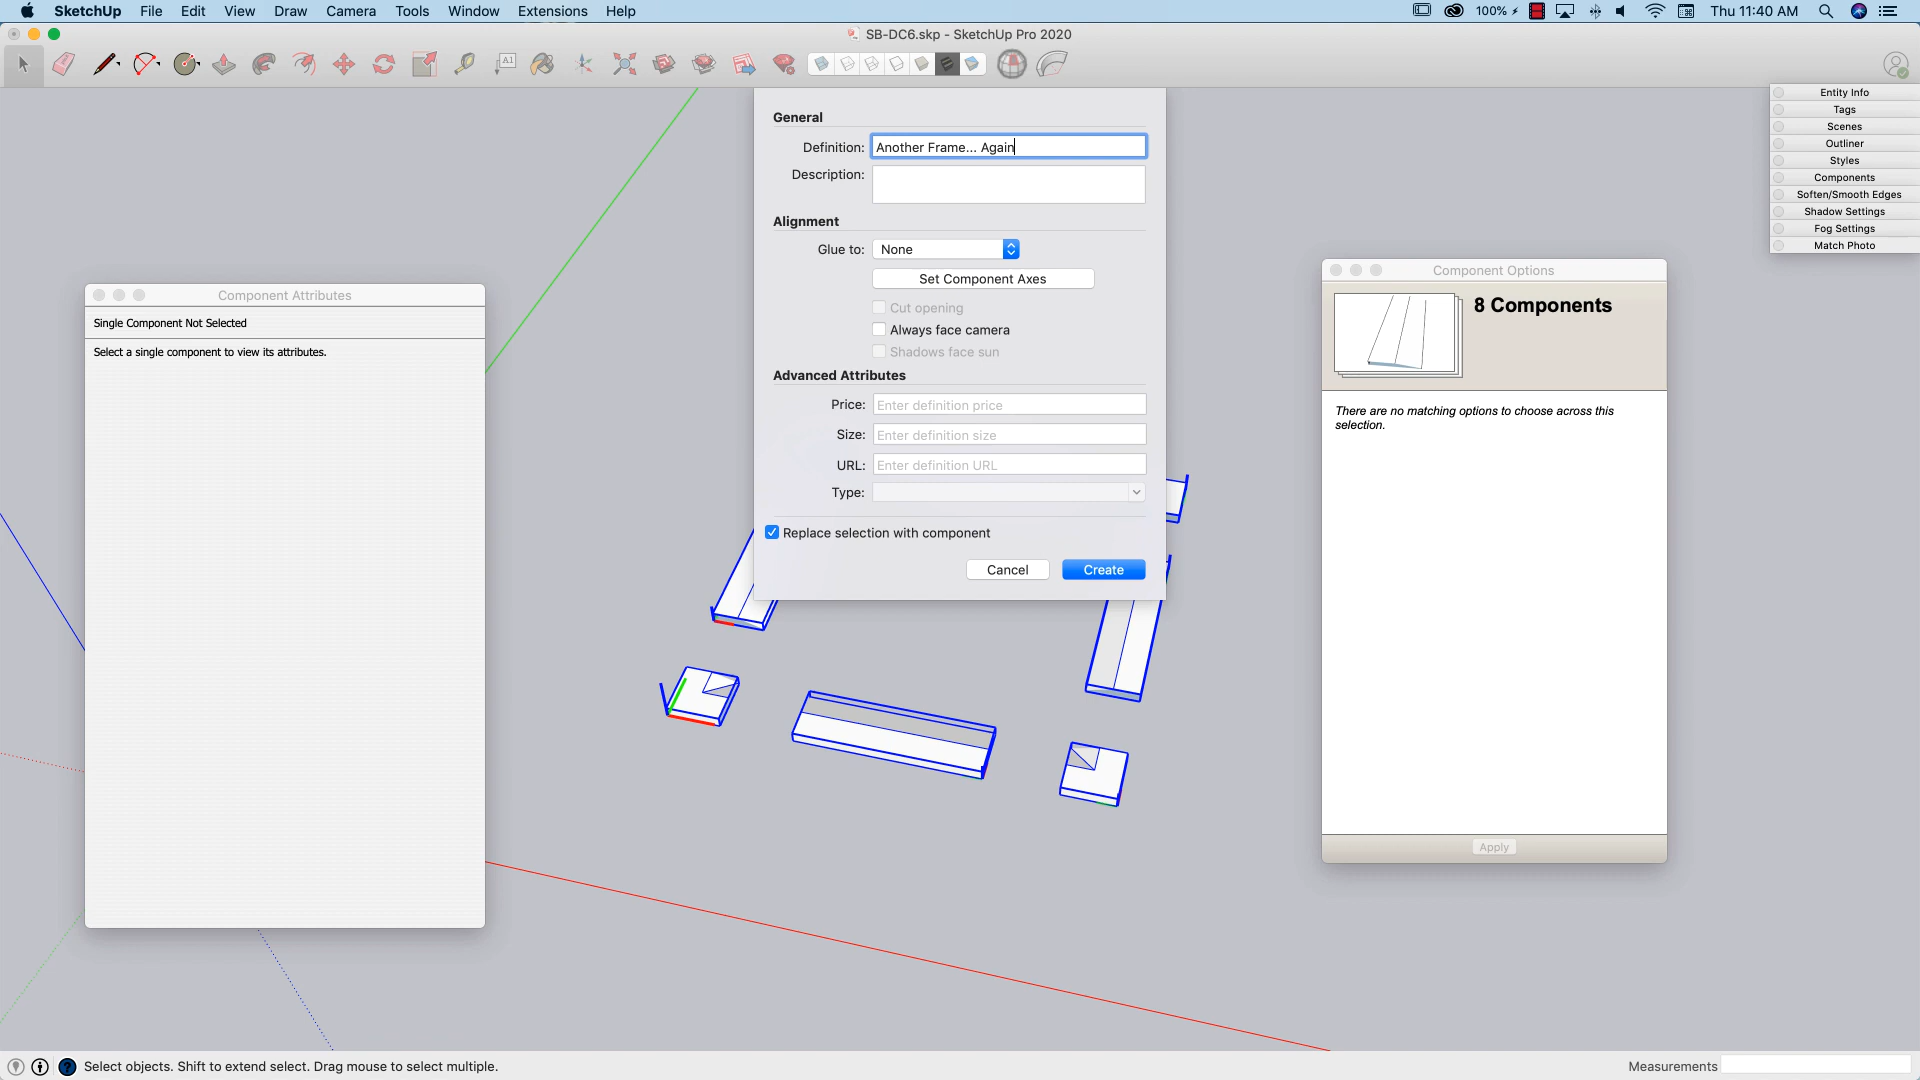 SketchUp File Edit View Draw Camera Tools Window Extensions Help 100% Thu 11:40 AM
SB-DC6.skp - SketchUp Pro 2020
A1
Entity Info
Tags
Scenes
Outliner
Styles
Components
Soften/Smooth Edges
Shadow Settings
Fog Settings
Match Photo
General
Definition: Another Frame... Again
Description:
Alignment
Glue to: None
Set Component Axes
Cut opening
Always face camera
Shadows face sun
Advanced Attributes
Price: Enter definition price
Size: Enter definition size
URL: Enter definition URL
Type:
Replace selection with component
Cancel Create
Component Attributes
Single Component Not Selected
Select a single component to view its attributes.
Component Options
8 Components
There are no matching options to choose across this
selection.
Apply
Select objects. Shift to extend select. Drag mouse to select multiple.
Measurements